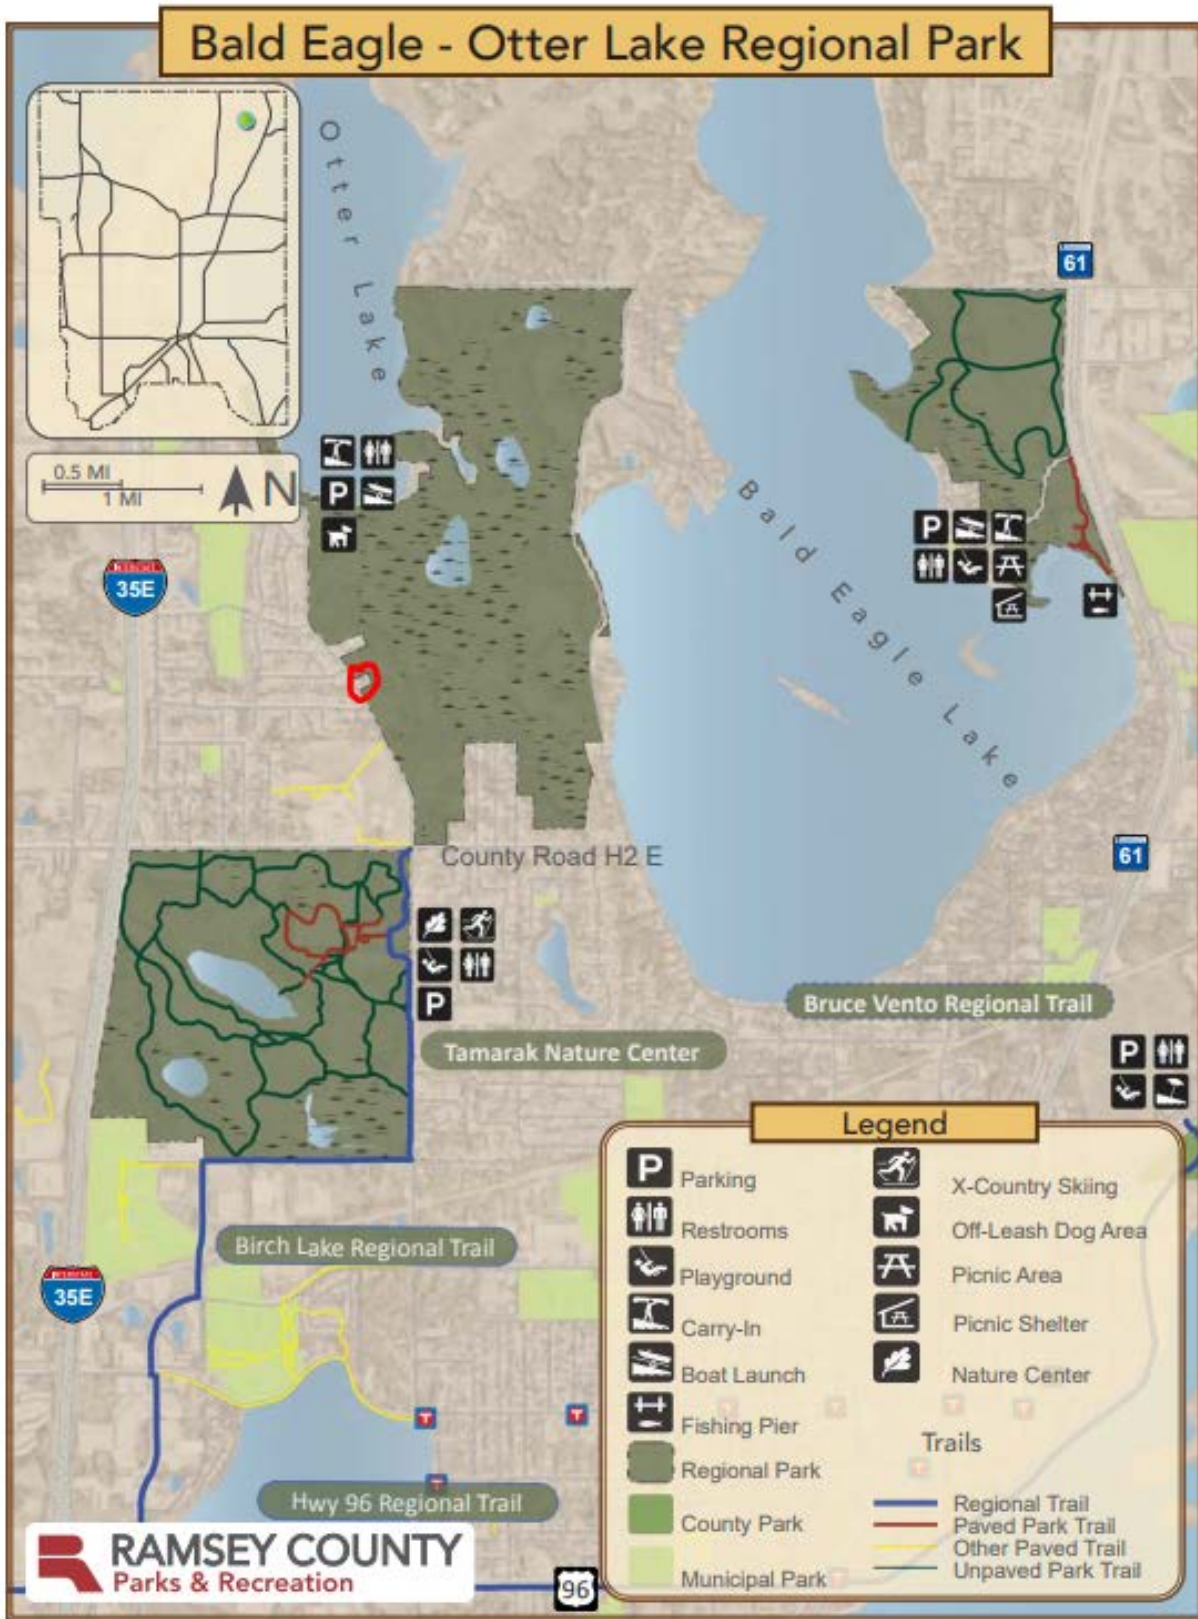 Bald Eagle - Otter Lake Regional Park
Otter Lake
61
0.5 MI
1 MI
N
P
P
35E
Bald Eagle Lake
61
County Road H2 E
P
Bruce Vento Regional Trail
Tamarak Nature Center
P
Legend
P Parking
Restrooms
Playground
Carry-In
Boat Launch
Fishing Pier
Regional Park
County Park
Municipal Park
X-Country Skiing
Off-Leash Dog Area
Picnic Area
Picnic Shelter
Nature Center
Trails
Regional Trail
Paved Park Trail
Other Paved Trail
Unpaved Park Trail
Birch Lake Regional Trail
35E
T
T
T
Hwy 96 Regional Trail
RAMSEY COUNTY
Parks & Recreation
96